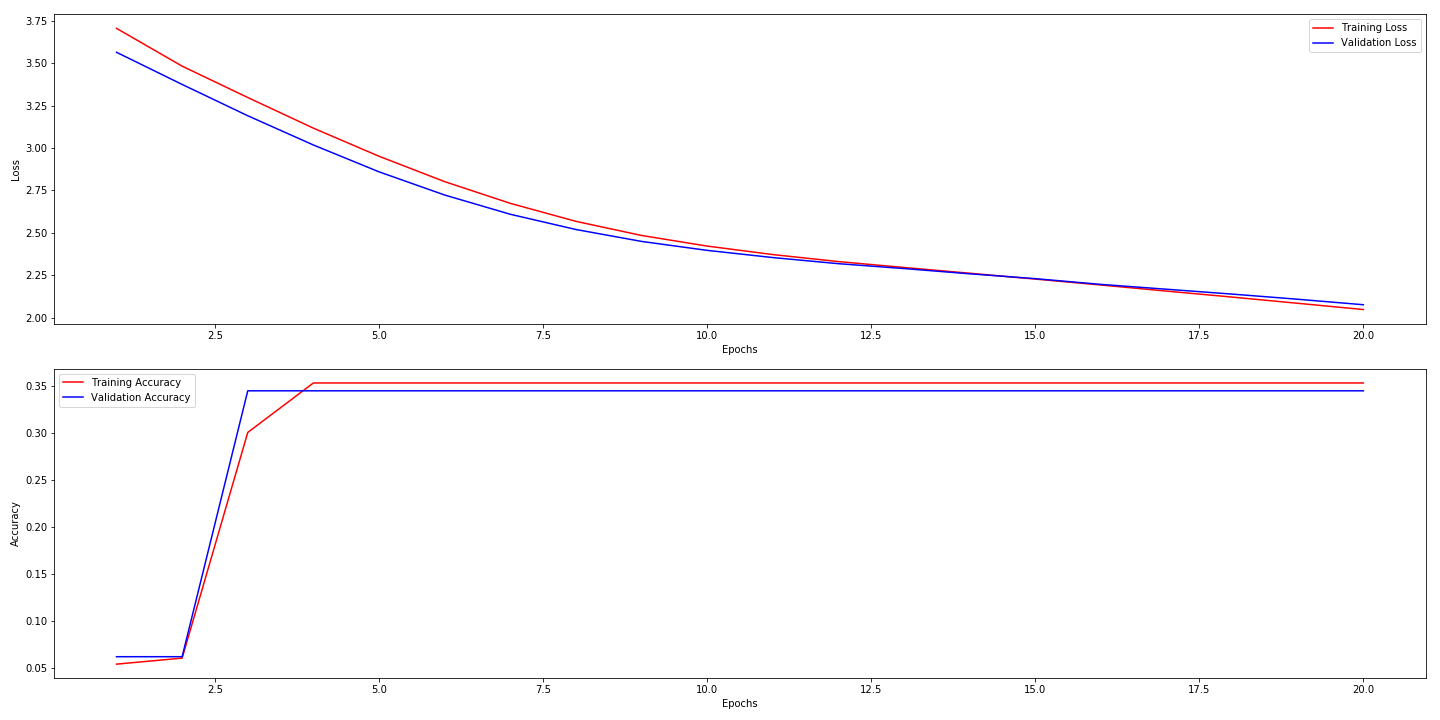 3.75
3.50
3.25
3.00
2.75
2.50
2.25
2.00
Loss
Training Loss
Validation Loss
2.5 5.0 7.5 10.0 12.5 15.0 17.5 20.0
Epochs
0.35
0.30
0.25
0.20
0.15
0.10
0.05
Accuracy
Training Accuracy
Validation Accuracy
2.5 5.0 7.5 10.0 12.5 15.0 17.5 20.0
Epochs